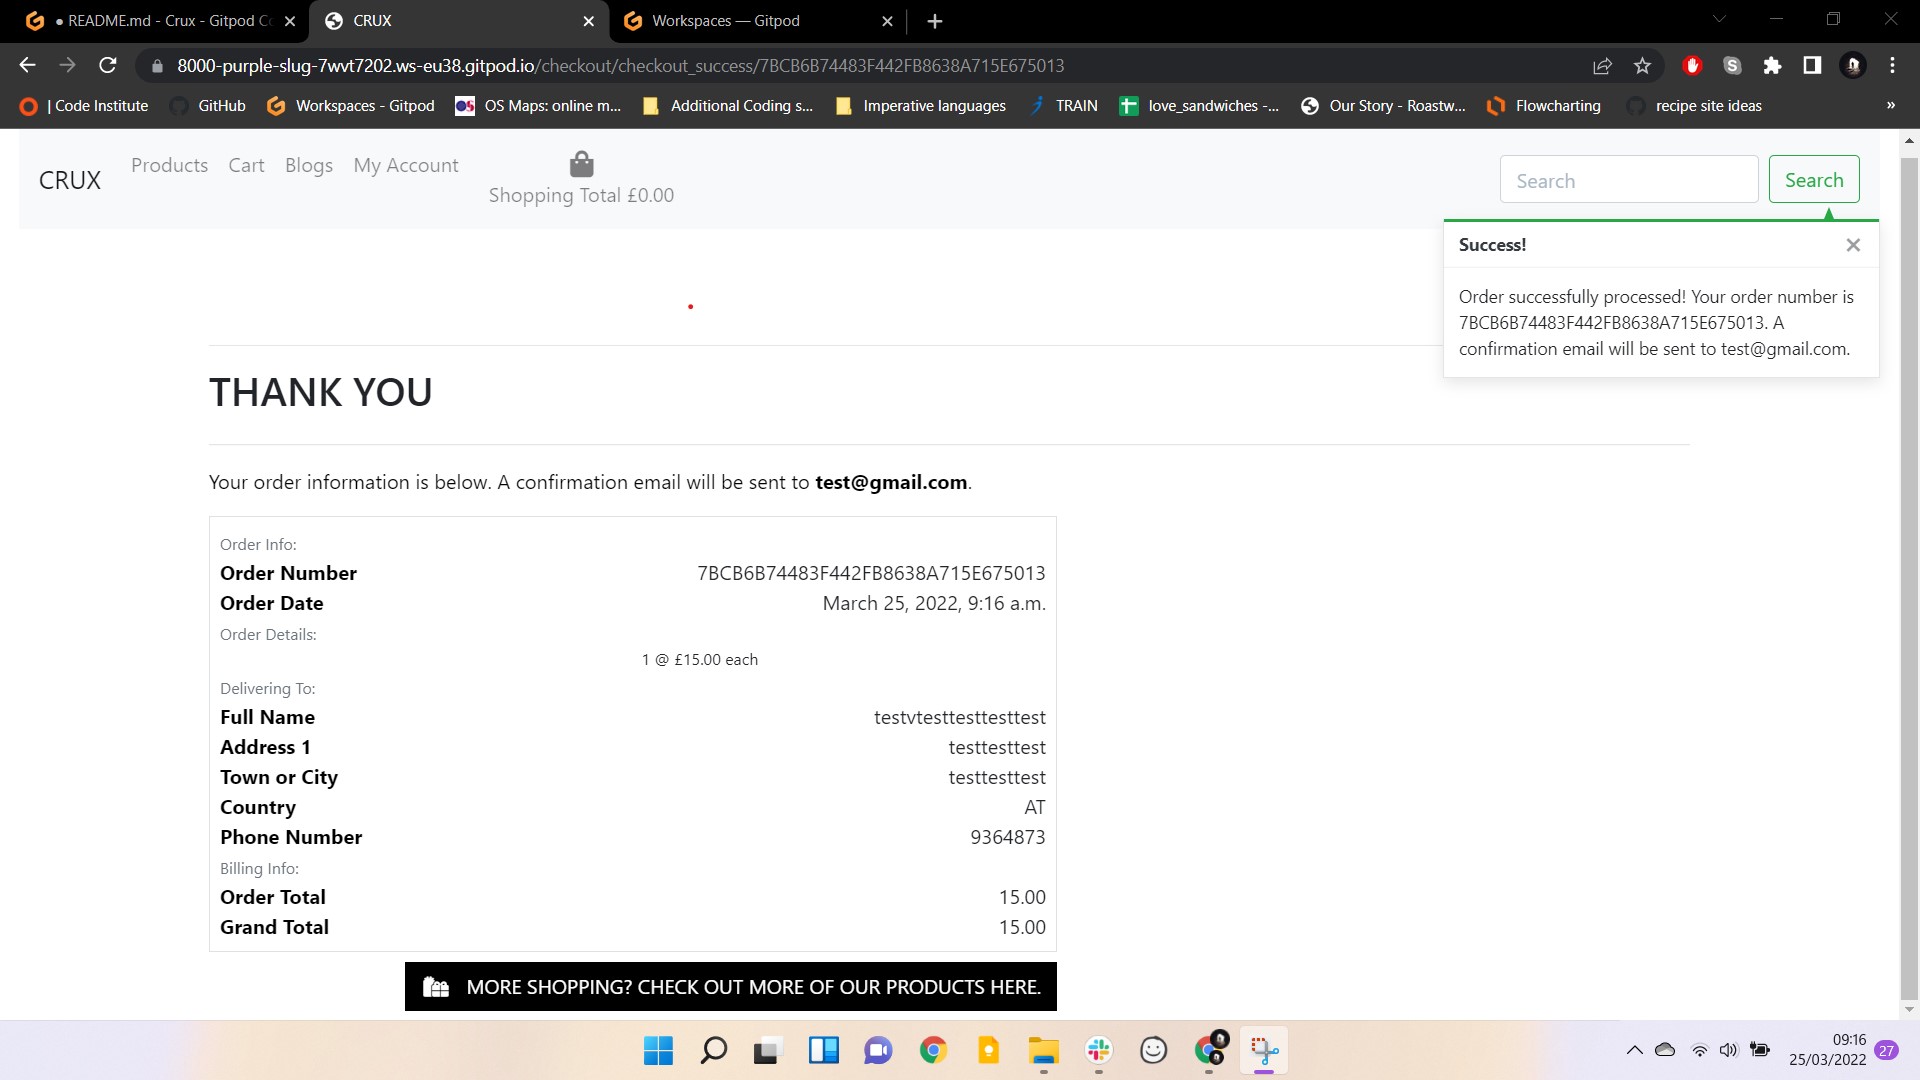 ● README.md - Crux - Gitpod Co
CRUX
Workspaces — Gitpod
8000-purple-slug-7wvt7202.ws-eu38.gitpod.io/checkout/checkout_success/7BCB6B74483F442FB8638A715E675013
| Code Institute
GitHub
Workspaces - Gitpod
OS Maps: online m...
Additional Coding s...
Imperative languages
TRAIN
love_sandwiches -...
Our Story - Roastw...
Flowcharting
recipe site ideas
»
CRUX
Products
Cart
Blogs
My Account
Shopping Total £0.00
Search
Search
Success!
Order successfully processed! Your order number is
7BCB6B74483F442FB8638A715E675013. A
confirmation email will be sent to test@gmail.com.
THANK YOU
Your order information is below. A confirmation email will be sent to test@gmail.com.
Order Info:
Order Number 7BCB6B74483F442FB8638A715E675013
Order Date March 25, 2022, 9:16 a.m.
Order Details:
1 @ £15.00 each
Delivering To:
Full Name testvtesttesttesttest
Address 1 testtesttest
Town or City testtesttest
Country AT
Phone Number 9364873
Billing Info:
Order Total 15.00
Grand Total 15.00
MORE SHOPPING? CHECK OUT MORE OF OUR PRODUCTS HERE.
09:16
25/03/2022
27